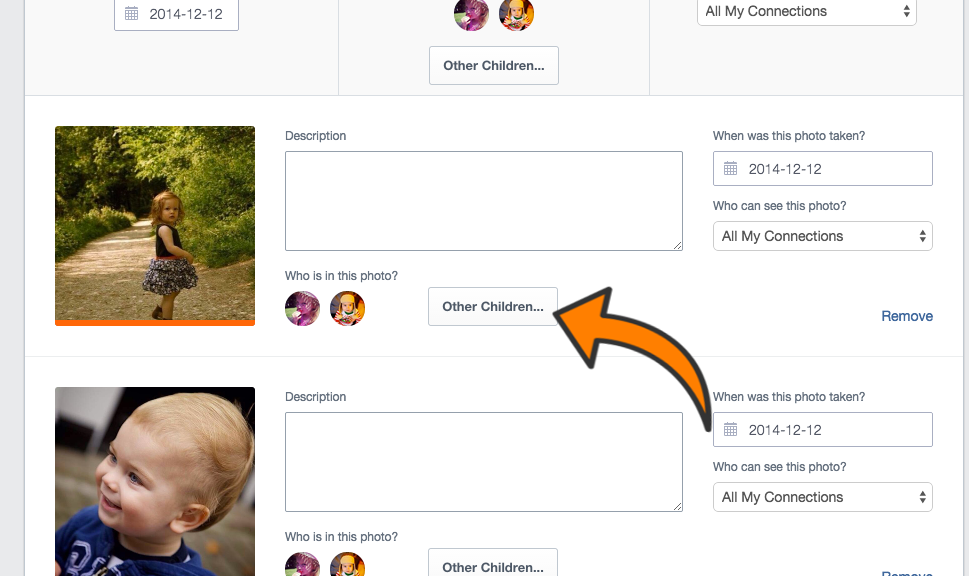 2014-12-12
All My Connections
Other Children...
Description
When was this photo taken?
2014-12-12
Who can see this photo?
All My Connections
Who is in this photo?
Other Children...
Remove
Description
When was this photo taken?
2014-12-12
Who can see this photo?
All My Connections
Who is in this photo?
Other Children...
Remove